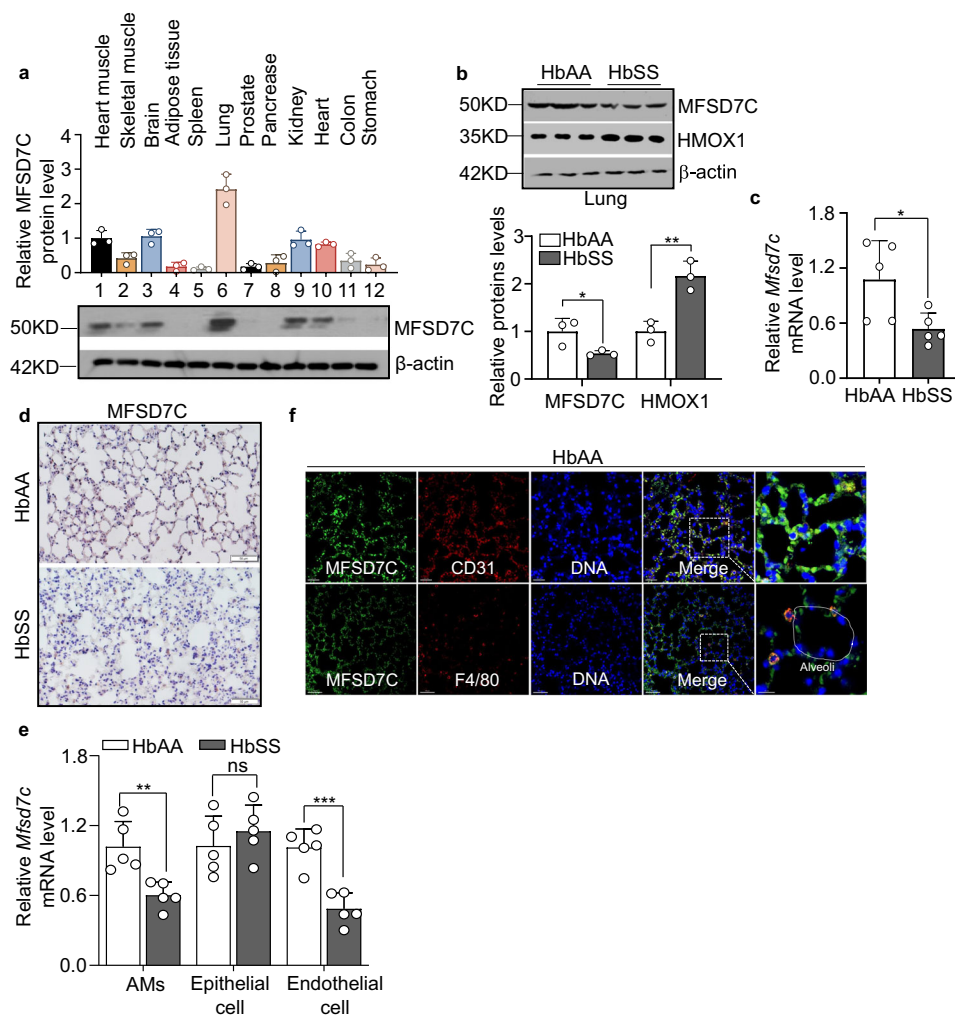 a
Heart muscle
Skeletal muscle
Brain
Adipose tissue
Spleen
Lung
Prostate
Pancrease
Kidney
Heart
Colon
Stomach
Relative MFSD7C
protein level
4
3
2
1
0
1 2 3 4 5 6 7 8 9 10 11 12
50KD
MFSD7C
42KD
β-actin
b
HbAA HbSS
50KD
MFSD7C
35KD
HMOX1
42KD
β-actin
Lung
Relative proteins levels
3
2
1
0
HbAA
HbSS
*
**
MFSD7C HMOX1
c
Relative Mfsd7c
mRNA level
1.8
1.2
0.6
0.0
*
HbAA HbSS
d
MFSD7C
HbAA
HbSS
f
HbAA
MFSD7C CD31 DNA Merge
MFSD7C F4/80 DNA Merge
Alveoli
e
HbAA HbSS
Relative Mfsd7c
mRNA level
1.8
1.2
0.6
0.0
**
ns
***
AMs
Epithelial
cell
Endothelial
cell